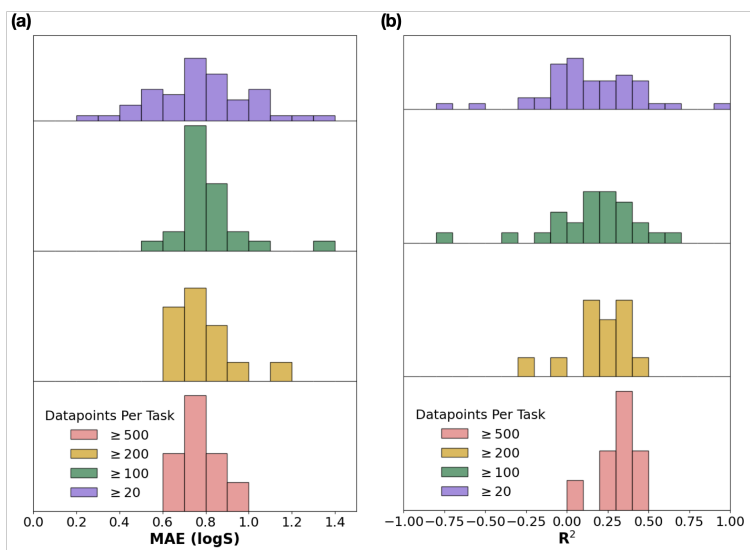 (a)
Datapoints Per Task
≥ 500
≥ 200
≥ 100
≥ 20
0.0 0.2 0.4 0.6 0.8 1.0 1.2 1.4
MAE (logS)
(b)
Datapoints Per Task
≥ 500
≥ 200
≥ 100
≥ 20
−1.00 −0.75 −0.50 −0.25 0.00 0.25 0.50 0.75 1.00
R²